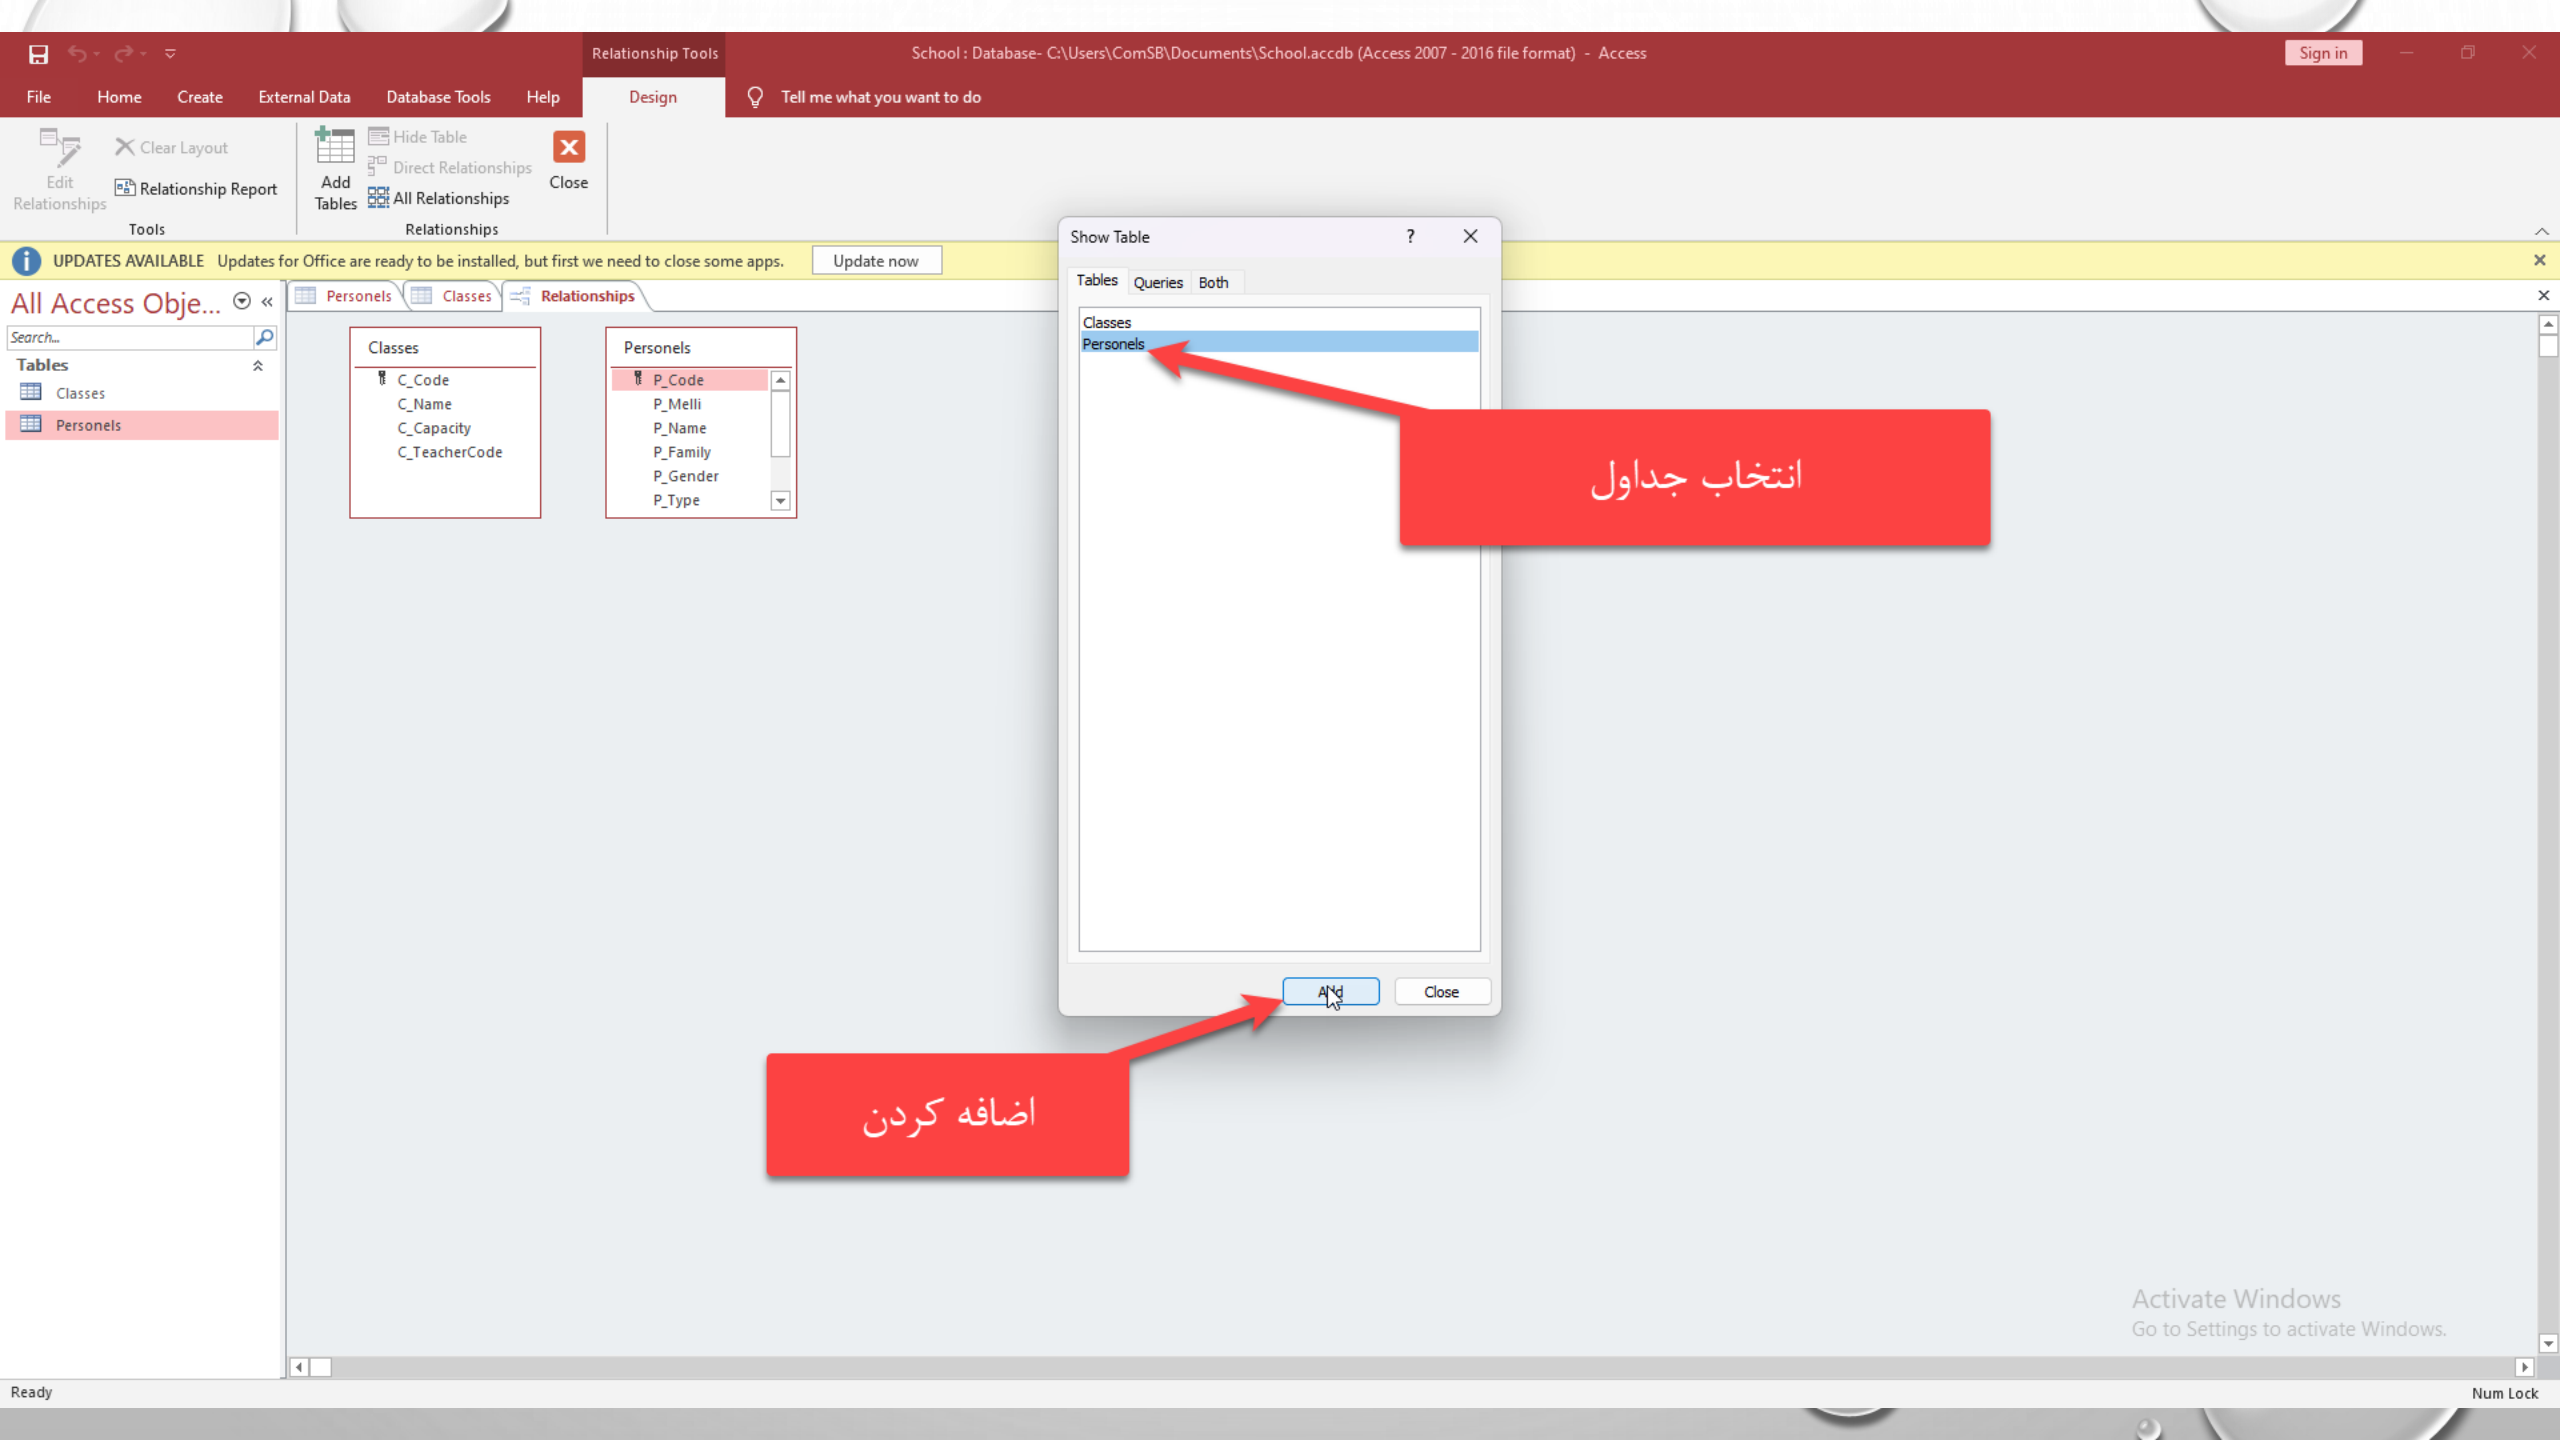 Relationship Tools
School : Database- C:\Users\ComSB\Documents\School.accdb (Access 2007 - 2016 file format) - Access
Sign in
File Home Create External Data Database Tools Help Design Tell me what you want to do
Edit Relationships
Clear Layout
Relationship Report
Tools
Add Tables
Hide Table
Direct Relationships
All Relationships
Close
Relationships
UPDATES AVAILABLE Updates for Office are ready to be installed, but first we need to close some apps. Update now
All Access Obje...
Search...
Tables
Classes
Personels
Personels Classes Relationships
Classes
C_Code
C_Name
C_Capacity
C_TeacherCode
Personels
P_Code
P_Melli
P_Name
P_Family
P_Gender
P_Type
Show Table ?
Tables Queries Both
Classes
Personels
انتخاب جداول
Add Close
اضافه کردن
Activate Windows
Go to Settings to activate Windows.
Ready Num Lock